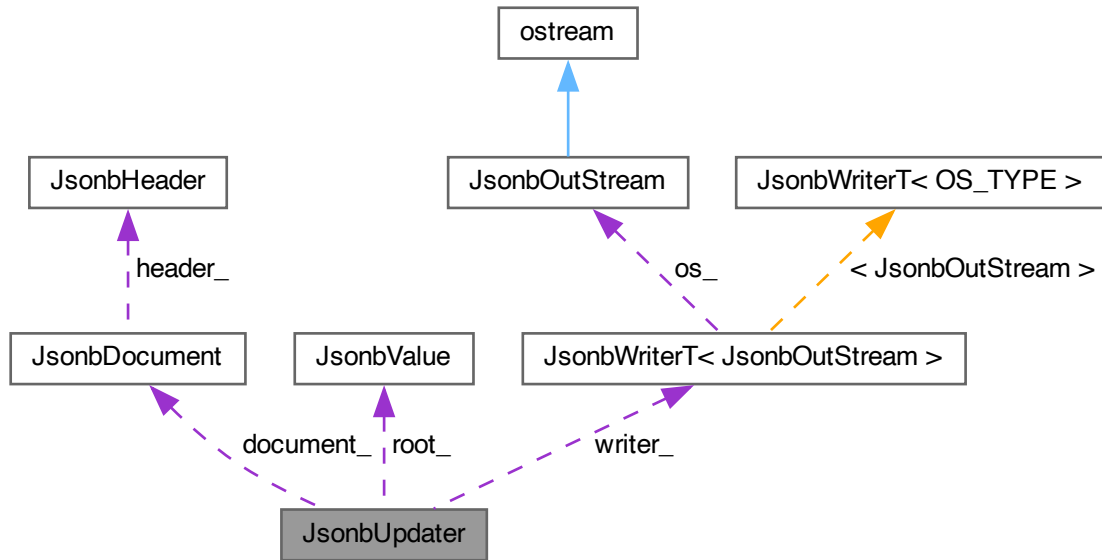 ostream
JsonbHeader
JsonbOutStream
JsonbWriterT< OS_TYPE >
header_
os_
< JsonbOutStream >
JsonbDocument
JsonbValue
JsonbWriterT< JsonbOutStream >
document_
root_
writer_
JsonbUpdater